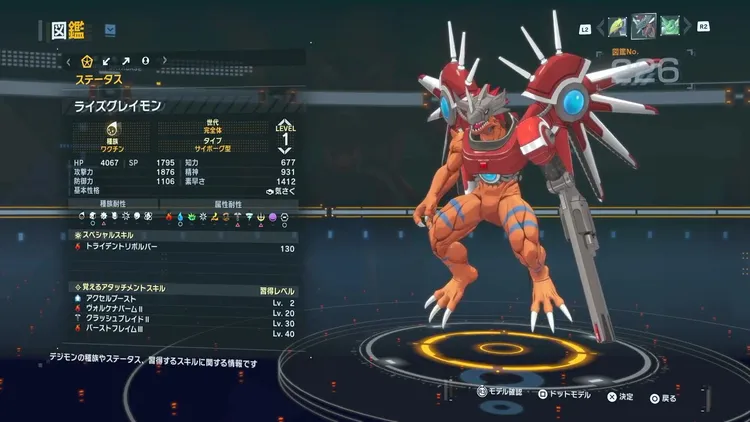 図鑑
L2
R2
図鑑No.
026
ステータス
ライズグレイモン
種族
ワクチン
世代
完全体
タイプ
サイボーグ型
LEVEL
1
HP 4067 SP 1795 知力 677
攻撃力 1876 精神 931
防御力 1106 素早さ 1412
基本性格 気さく
種族耐性 属性耐性
スペシャルスキル
トライデントリボルバー 130
覚えるアタッチメントスキル 習得レベル
アクセルブースト Lv. 2
ヴォルケナパームⅡ Lv. 20
クラッシュブレイドⅡ Lv. 30
バーストフレイムⅢ Lv. 40
デジモンの種族やステータス、習得するスキルに関する情報です
R3 モデル確認 ドットモデル 決定 戻る